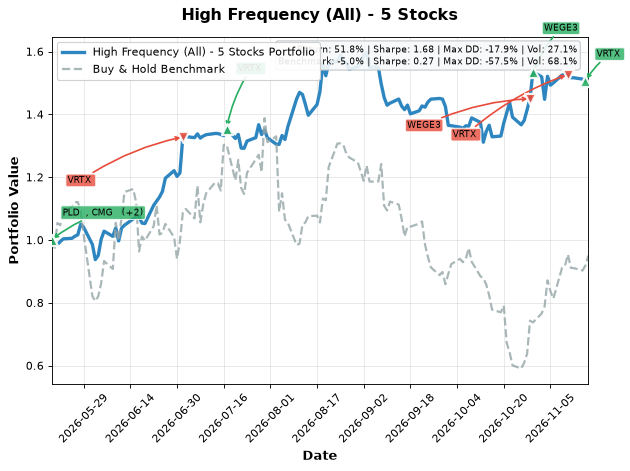 High Frequency (All) - 5 Stocks
WEGE3
VRTX
High Frequency (All) - 5 Stocks Portfolio
Buy & Hold Benchmark
51.8% | Sharpe: 1.68 | Max DD: -17.9% | Vol: 27.1%
-5.0% | Sharpe: 0.27 | Max DD: -57.5% | Vol: 68.1%
VRTX
WEGE3
VRTX
VRTX
PLD, CMG (+2)
1.6
1.4
1.2
1.0
0.8
0.6
Portfolio Value
2026-05-29
2026-06-14
2026-06-30
2026-07-16
2026-08-01
2026-08-17
2026-09-02
2026-09-18
2026-10-04
2026-10-20
2026-11-05
Date